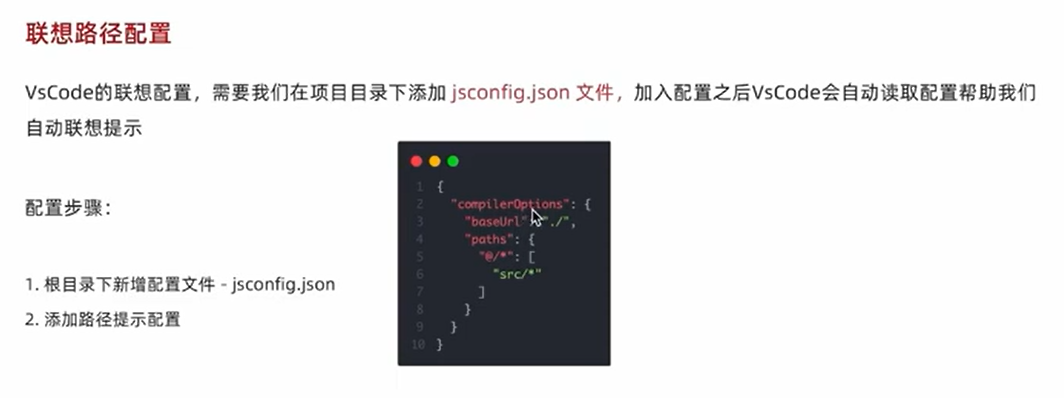 联想路径配置
VsCode的联想配置，需要我们在项目目录下添加 jsconfig.json 文件，加入配置之后VsCode会自动读取配置帮助我们
自动联想提示
配置步骤：
1. 根目录下新增配置文件 - jsconfig.json
2. 添加路径提示配置
1 {
2 "compilerOptions": {
3 "baseUrl": "./",
4 "paths": {
5 "@/*": [
6 "src/*"
7 ]
8 }
9 }
10 }